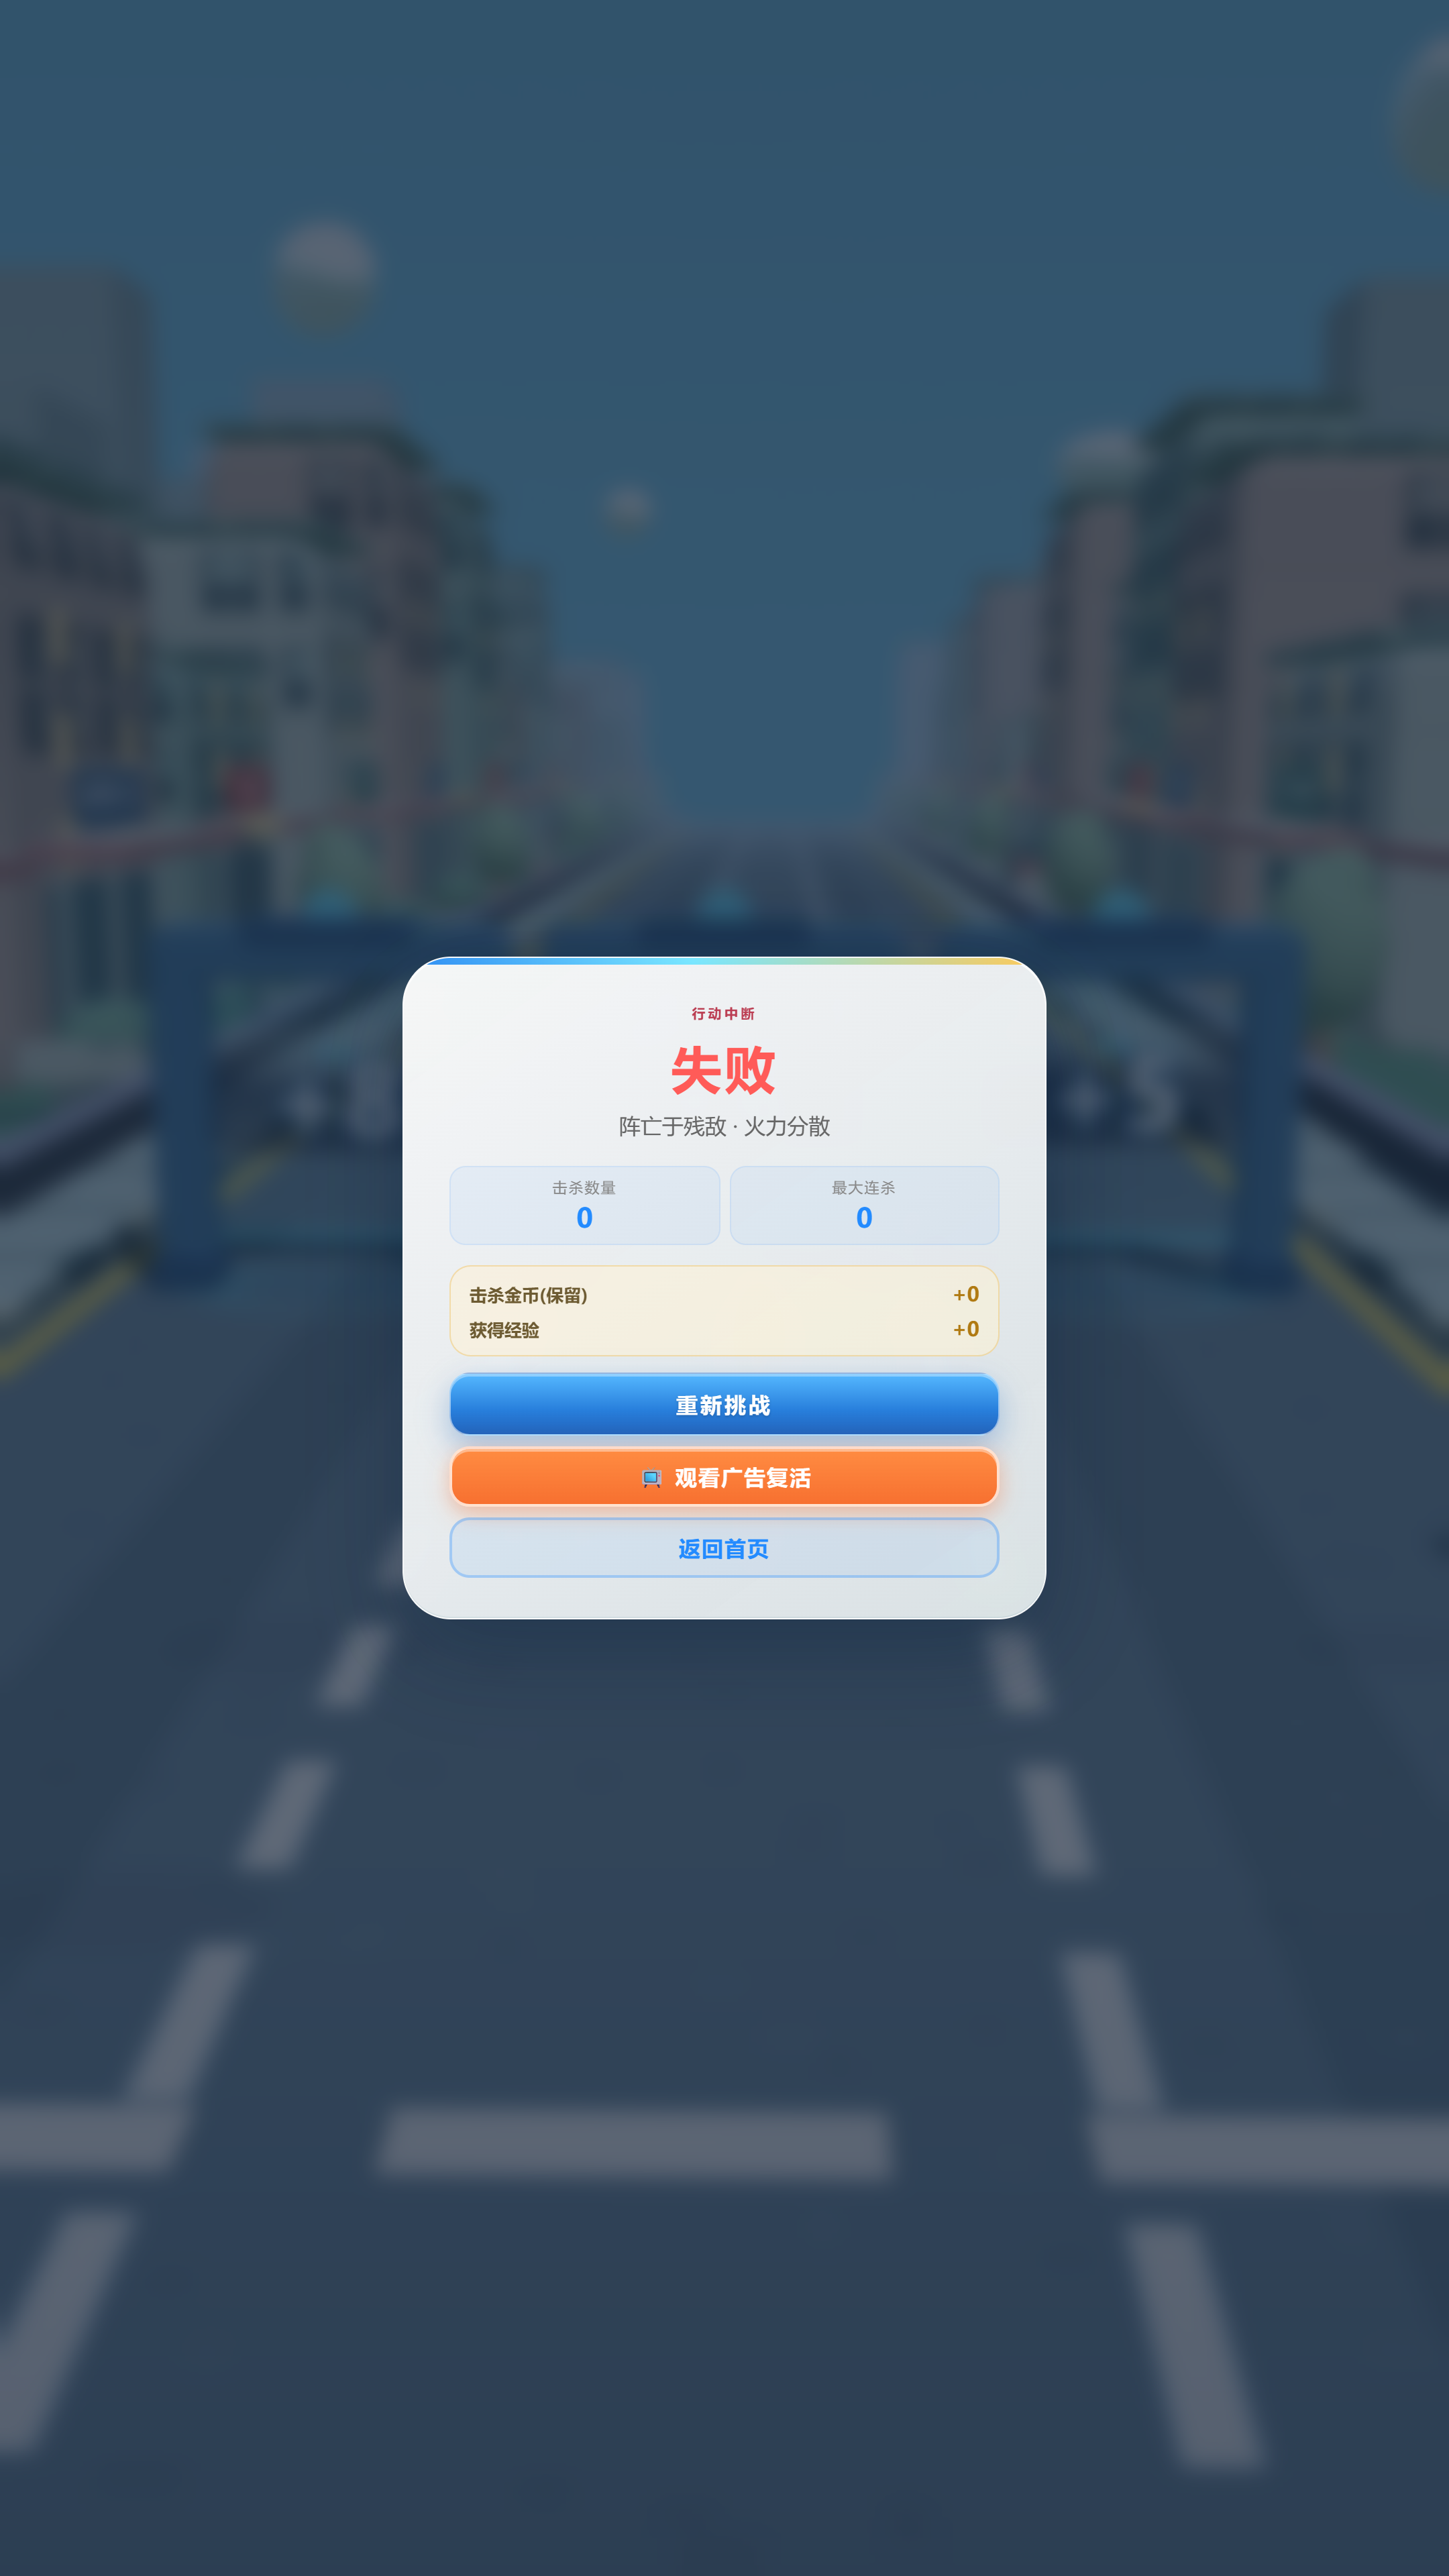 行动中断
失败
阵亡于残敌 · 火力分散
击杀数量
0
最大连杀
0
击杀金币(保留)
+0
获得经验
+0
重新挑战
观看广告复活
返回首页